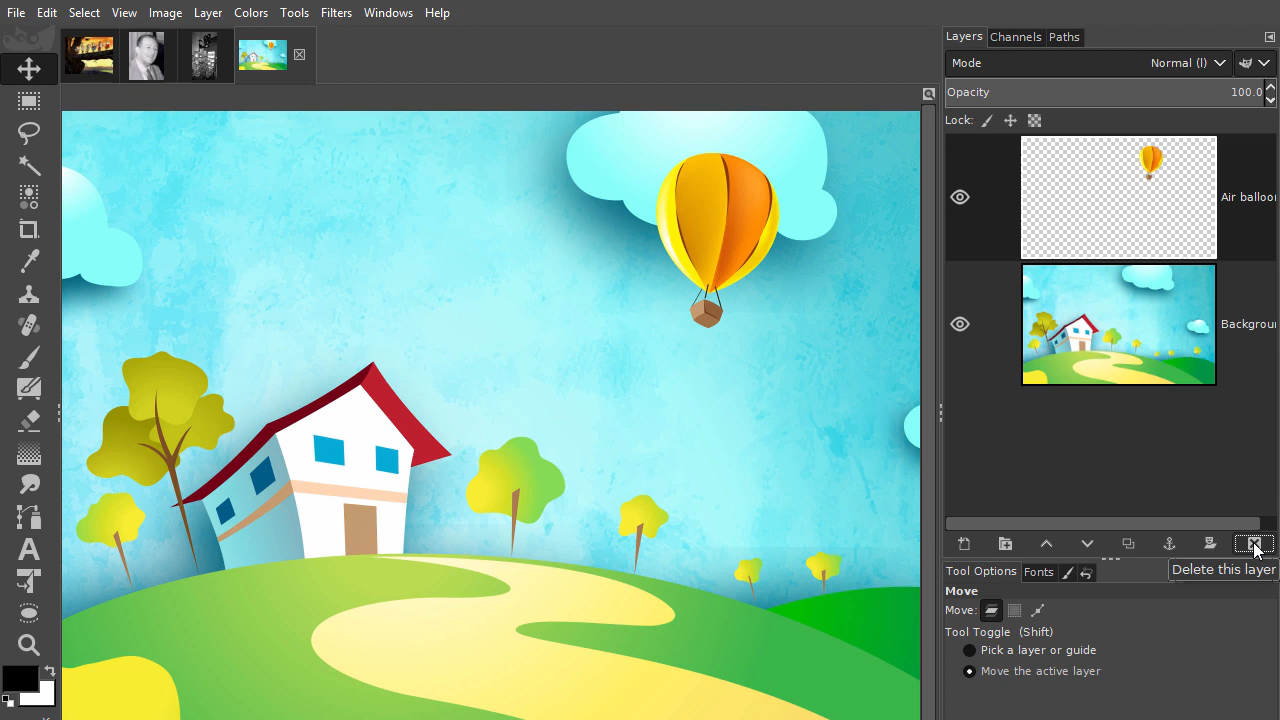 File Edit Select View Image Layer Colors Tools Filters Windows Help
Layers Channels Paths
Mode Normal (l)
Opacity 100.0
Lock:
Air balloon
Backgroun
Delete this layer
Tool Options Fonts
Move
Move:
Tool Toggle (Shift)
Pick a layer or guide
Move the active layer